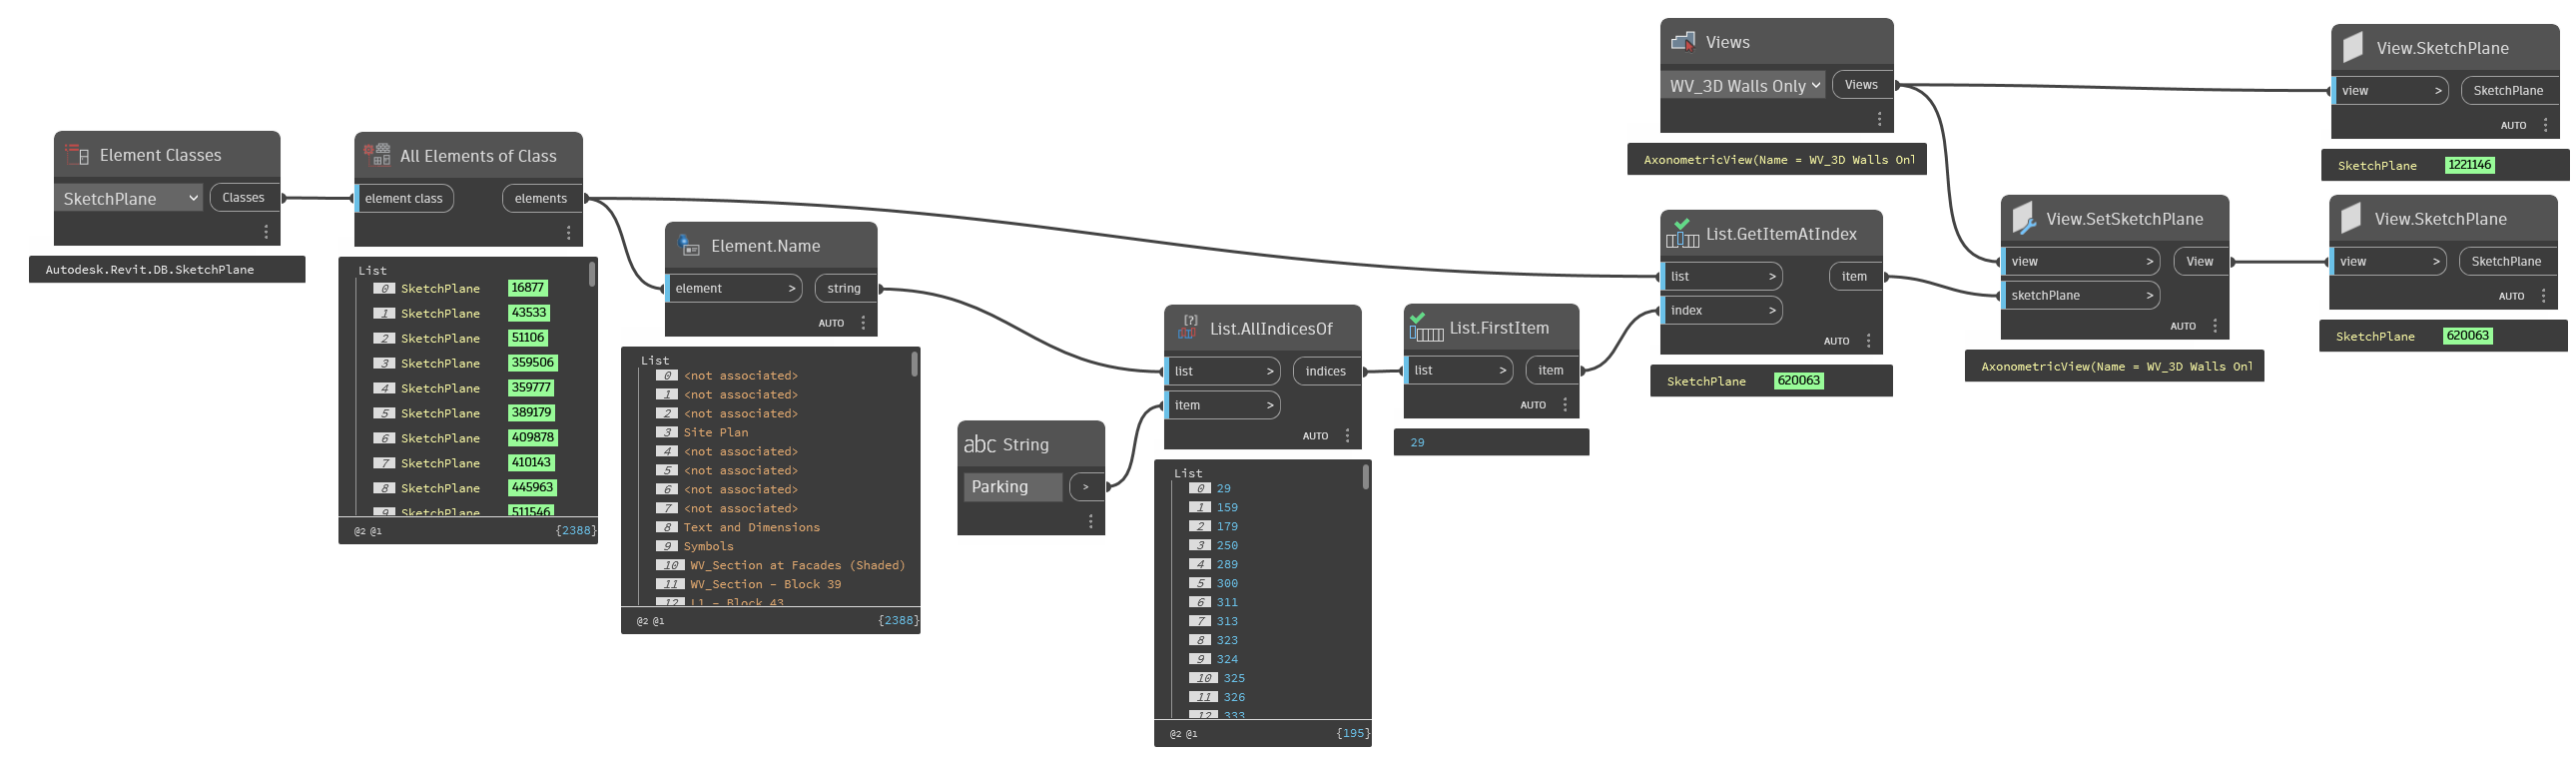 Element Classes
SketchPlane
Classes
Autodesk.Revit.DB.SketchPlane
All Elements of Class
element class
elements
List
0 SketchPlane 16877
1 SketchPlane 43533
2 SketchPlane 51106
3 SketchPlane 359506
4 SketchPlane 359777
5 SketchPlane 389179
6 SketchPlane 409878
7 SketchPlane 410143
8 SketchPlane 445963
9 SketchPlane 511546
@2 @1 {2388}
Element.Name
element >
string
AUTO
List
0 <not associated>
1 <not associated>
2 <not associated>
3 Site Plan
4 <not associated>
5 <not associated>
6 <not associated>
7 <not associated>
8 Text and Dimensions
9 Symbols
10 WV_Section at Facades (Shaded)
11 WV_Section - Block 39
12 L1 - Block 43
@2 @1 {2388}
abc String
Parking
>
[?]
List.AllIndicesOf
list >
indices
item >
AUTO
List
0 29
1 159
2 179
3 250
4 289
5 300
6 311
7 313
8 323
9 324
10 325
11 326
12 333
@2 @1 {195}
List.FirstItem
list >
item
AUTO
29
Views
WV_3D Walls Only
Views
AxonometricView(Name = WV_3D Walls Onl
List.GetItemAtIndex
list >
item
index >
AUTO
SketchPlane 620063
View.SetSketchPlane
view >
View
sketchPlane >
AUTO
AxonometricView(Name = WV_3D Walls Onl
View.SketchPlane
view >
SketchPlane
AUTO
SketchPlane 1221146
View.SketchPlane
view >
SketchPlane
AUTO
SketchPlane 620063